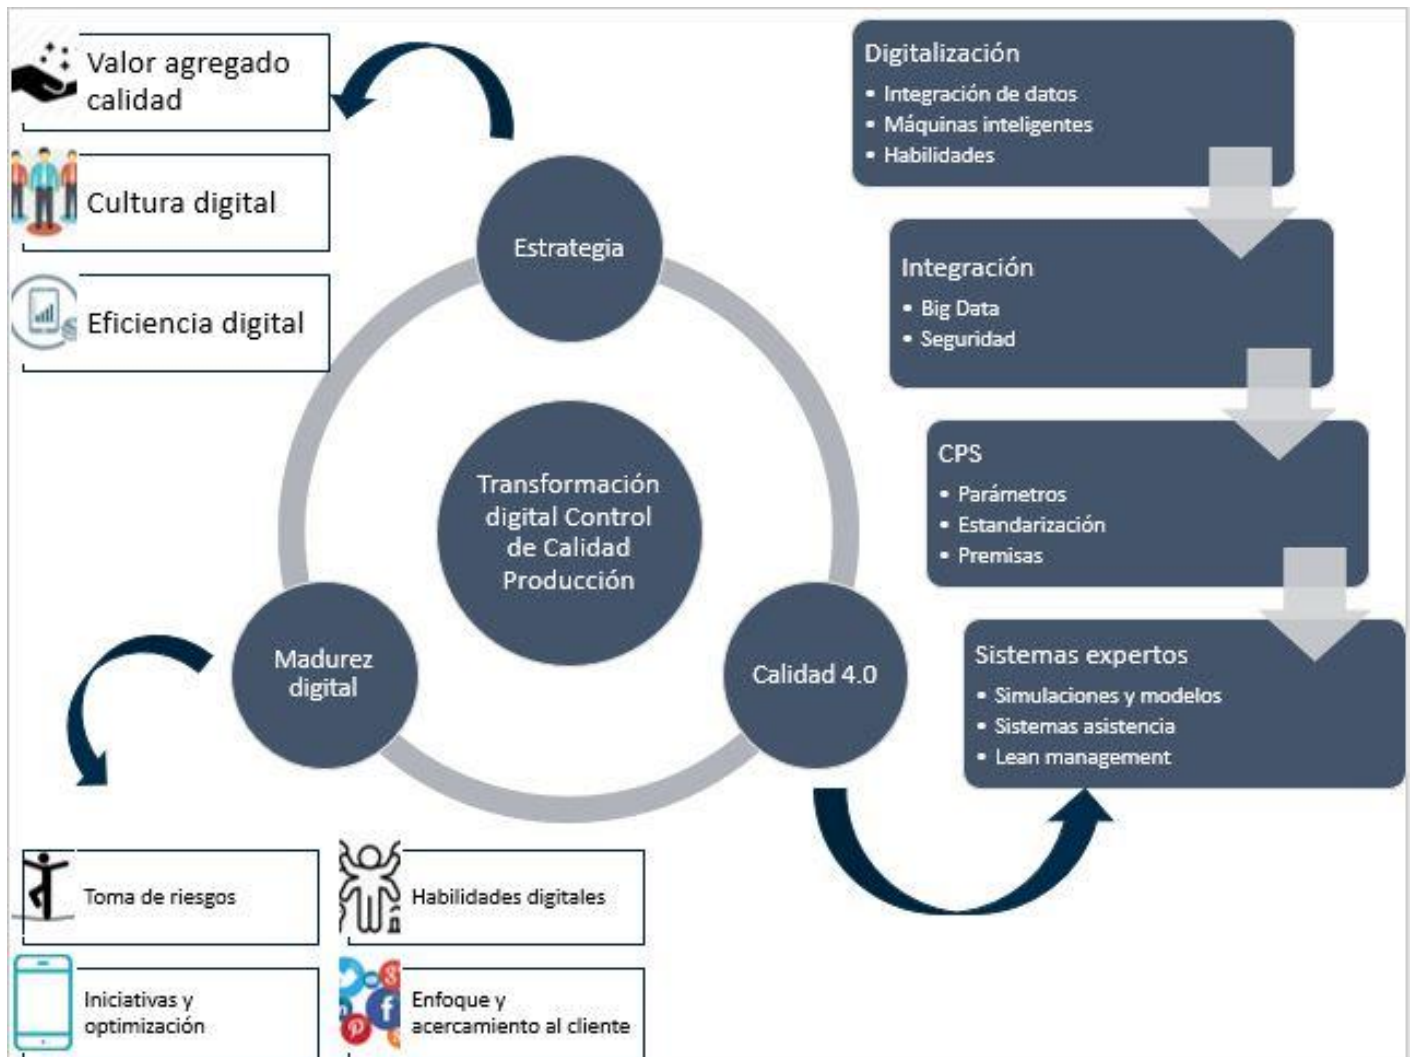 Valor agregado
calidad
Cultura digital
Eficiencia digital
Estrategia
Transformación
digital Control
de Calidad
Producción
Madurez
digital
Calidad 4.0
Digitalización
• Integración de datos
• Máquinas inteligentes
• Habilidades
Integración
• Big Data
• Seguridad
CPS
• Parámetros
• Estandarización
• Premisas
Sistemas expertos
• Simulaciones y modelos
• Sistemas asistencia
• Lean management
Toma de riesgos
Habilidades digitales
Iniciativas y
optimización
Enfoque y
acercamiento al cliente